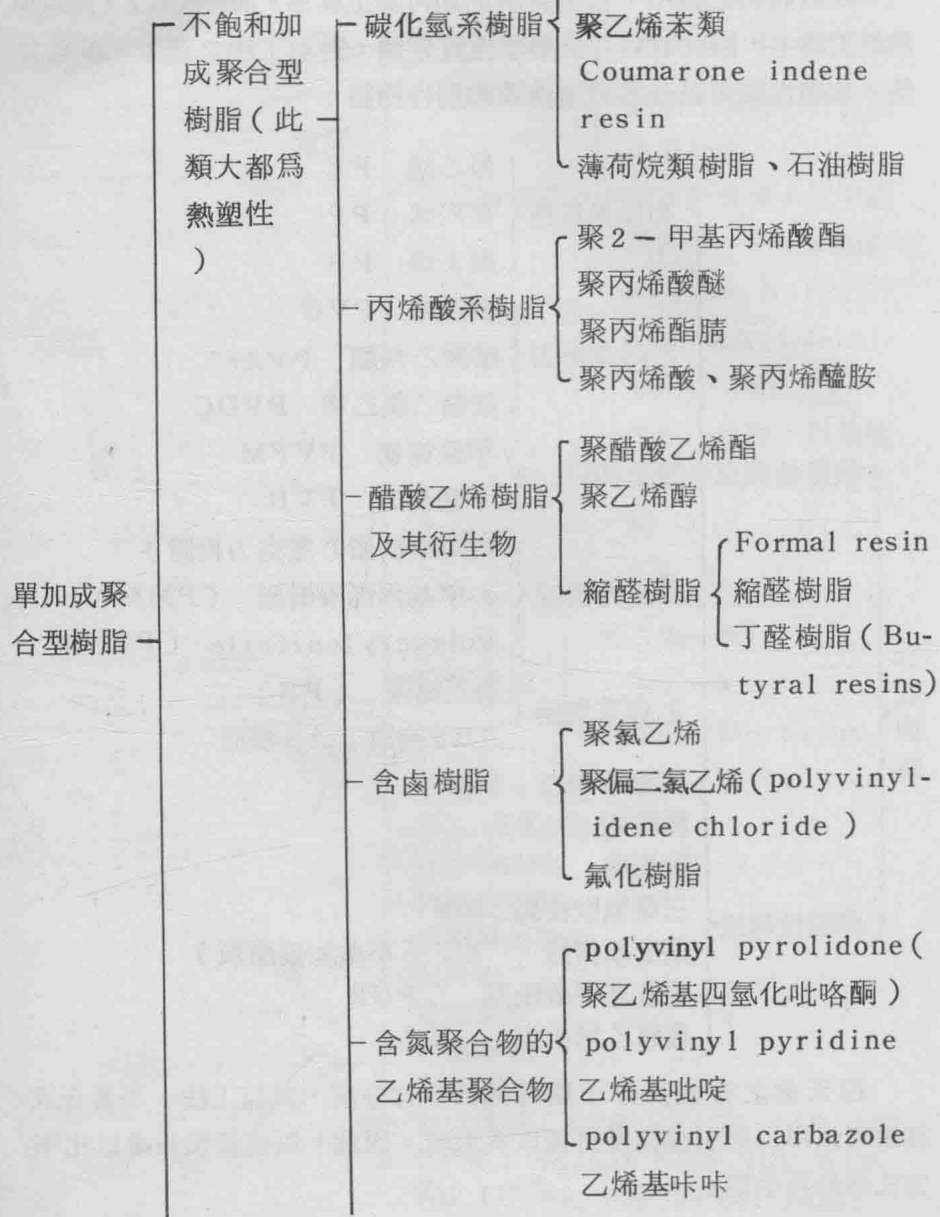 不飽和加
成聚合型
樹脂(此
類大都爲
熱塑性
)
碳化氫系樹脂
聚乙烯苯類
Coumarone indene
resin
薄荷烷類樹脂、石油樹脂
丙烯酸系樹脂
聚2-甲基丙烯酸酯
聚丙烯酸醚
聚丙烯酯腈
聚丙烯酸、聚丙烯醯胺
醋酸乙烯樹脂
及其衍生物
聚醋酸乙烯酯
聚乙烯醇
縮醛樹脂
Formal resin
縮醛樹脂
丁醛樹脂(Bu-
tyral resins)
單加成聚
合型樹脂
含鹵樹脂
聚氯乙烯
聚偏二氯乙烯(polyvinyl-
idene chloride )
氟化樹脂
含氮聚合物的
乙烯基聚合物
polyvinyl pyrolidone(
聚乙烯基四氫化吡咯酮)
polyvinyl pyridine
乙烯基吡啶
polyvinyl carbazole
乙烯基咔咔